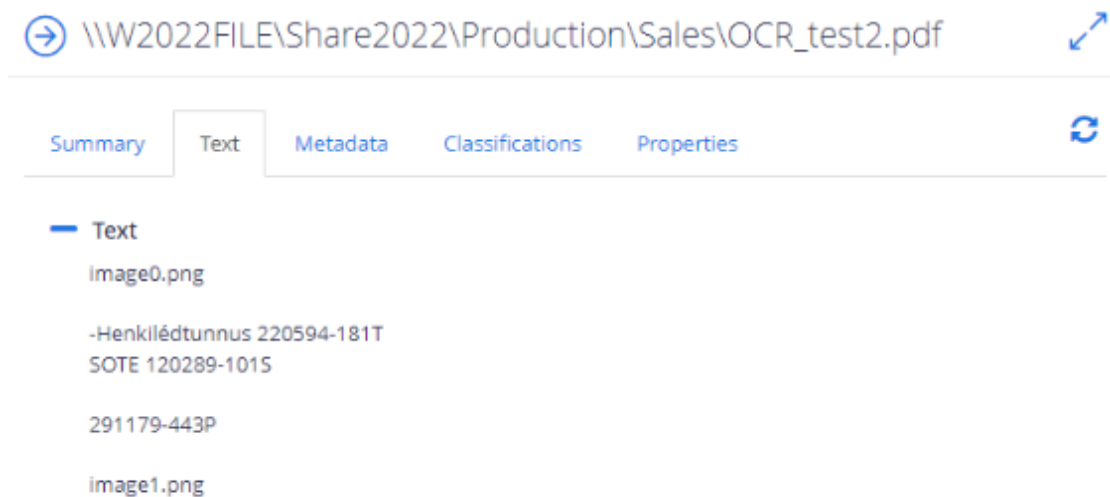 \\W2022FILE\Share2022\Production\Sales\OCR_test2.pdf
Summary Text Metadata Classifications Properties
Text
image0.png
-Henkilédtunnus 220594-181T
SOTE 120289-101S
291179-443P
image1.png